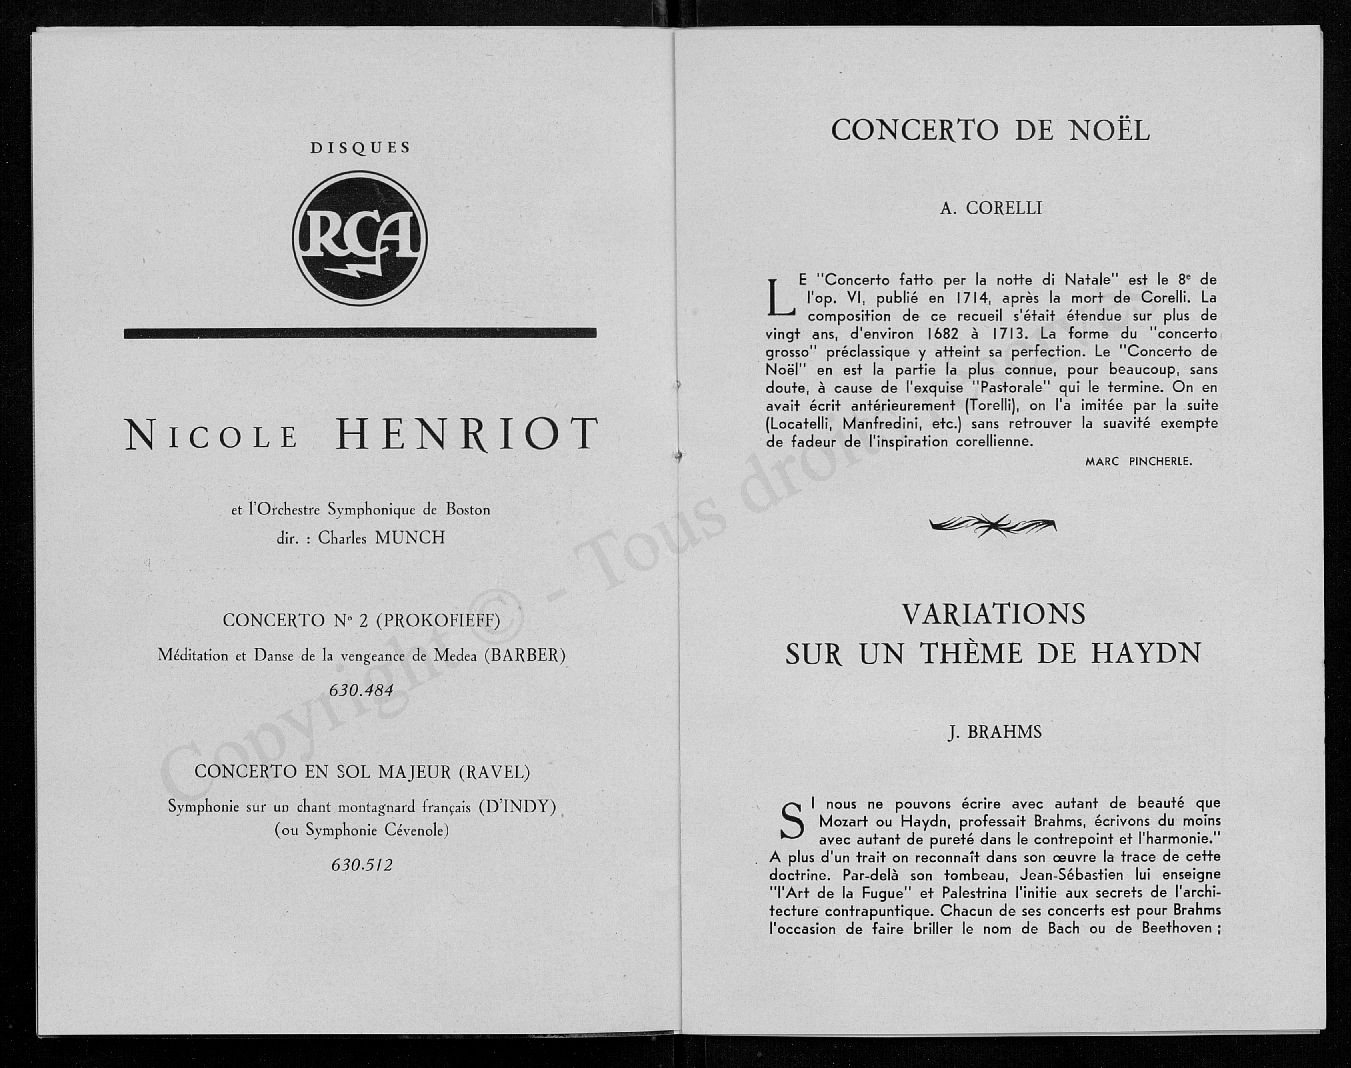 DISQUES
RCA
NICOLE HENRIOT
et l'Orchestre Symphonique de Boston
dir. : Charles MUNCH
CONCERTO Nº 2 (PROKOFIEFF)
Méditation et Danse de la vengeance de Medea (BARBER)
630.484
CONCERTO EN SOL MAJEUR (RAVEL)
Symphonie sur un chant montagnard français (D'INDY)
(ou Symphonie Cévenole)
630.512
CONCERTO DE NOËL
A. CORELLI
LE "Concerto fatto per la notte di Natale" est le 8e de
l'op. VI, publié en 1714, après la mort de Corelli. La
composition de ce recueil s'était étendue sur plus de
vingt ans, d'environ 1682 à 1713. La forme du "concerto
grosso" préclassique y atteint sa perfection. Le "Concerto de
Noël" en est la partie la plus connue, pour beaucoup, sans
doute, à cause de l'exquise "Pastorale" qui le termine. On en
avait écrit antérieurement (Torelli), on l'a imitée par la suite
(Locatelli, Manfredini, etc.) sans retrouver la suavité exempte
de fadeur de l'inspiration corellienne.
MARC PINCHERLE.
VARIATIONS
SUR UN THÈME DE HAYDN
J. BRAHMS
SI nous ne pouvons écrire avec autant de beauté que
Mozart ou Haydn, professait Brahms, écrivons du moins
avec autant de pureté dans le contrepoint et l'harmonie."
A plus d'un trait on reconnaît dans son œuvre la trace de cette
doctrine. Par-delà son tombeau, Jean-Sébastien lui enseigne
"l'Art de la Fugue" et Palestrina l'initie aux secrets de l'archi-
tecture contrapuntique. Chacun de ses concerts est pour Brahms
l'occasion de faire briller le nom de Bach ou de Beethoven ;
Copyright © - Tous droits